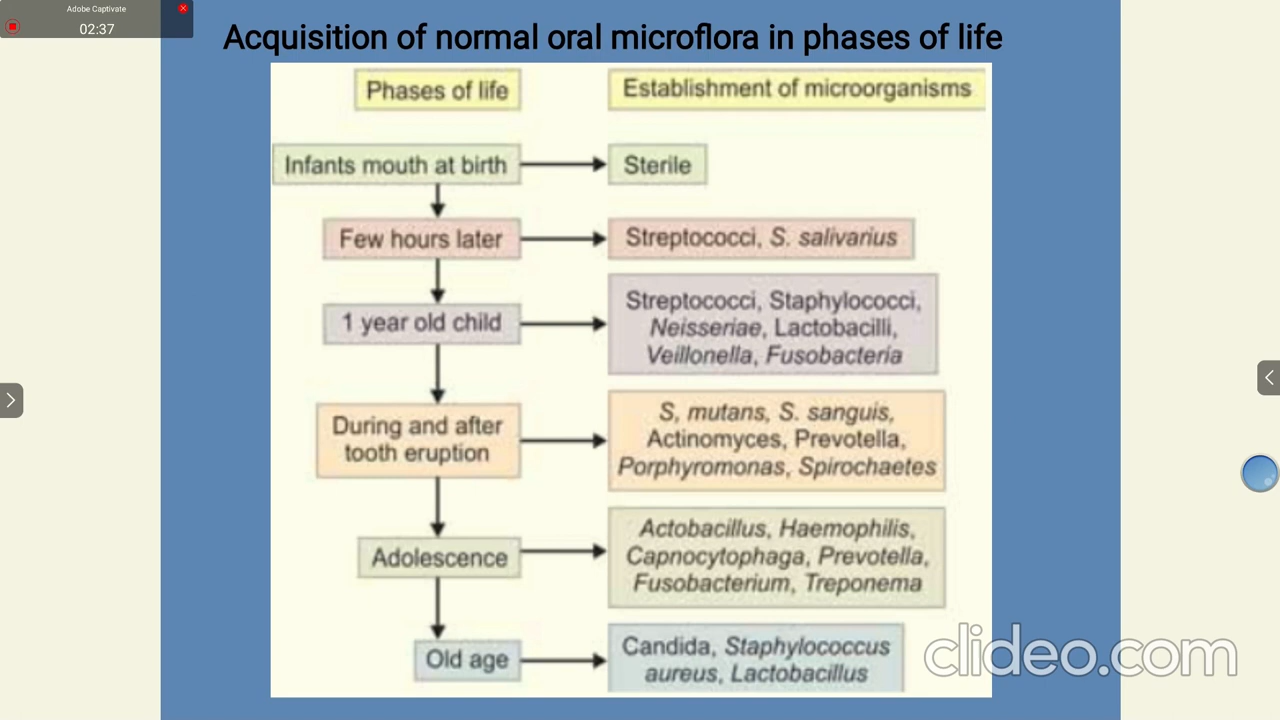 Adobe Captivate
02:37
Acquisition of normal oral microflora in phases of life
Phases of life
Establishment of microorganisms
Infants mouth at birth
Sterile
Few hours later
Streptococci, S. salivarius
1 year old child
Streptococci, Staphylococci,
Neisseriae, Lactobacilli,
Veillonella, Fusobacteria
During and after
tooth eruption
S, mutans, S. sanguis,
Actinomyces, Prevotella,
Porphyromonas, Spirochaetes
Adolescence
Actobacillus, Haemophilis,
Capnocytophaga, Prevotella,
Fusobacterium, Treponema
Old age
Candida, Staphylococcus
aureus, Lactobacillus
clideo.com